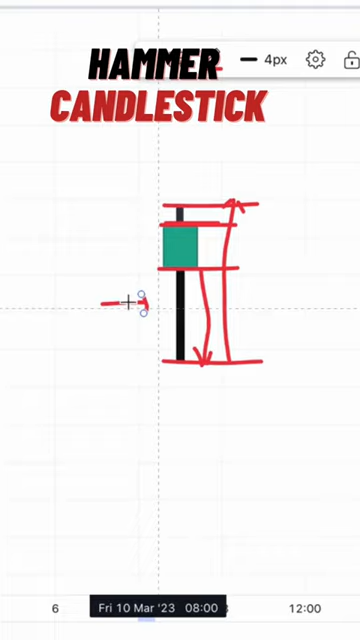 HAMMER
4px
CANDLESTICK
6
Fri 10 Mar '23 08:00
12:00